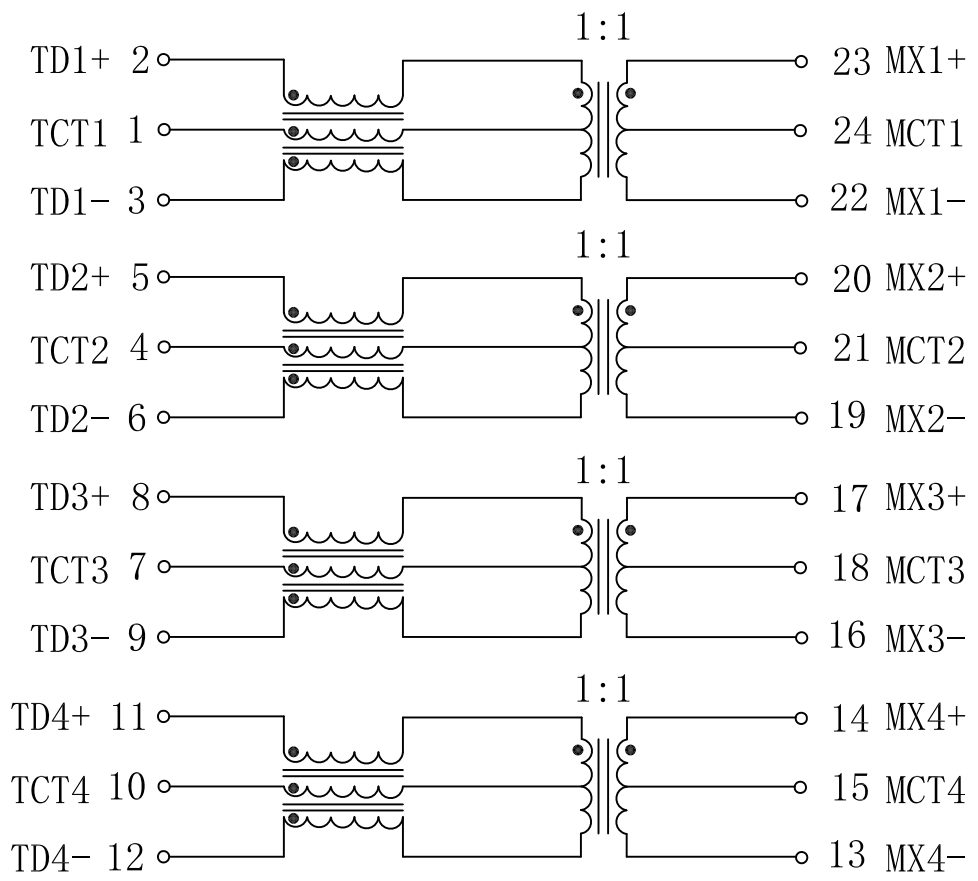 1:1
TD1+ 2 23 MX1+
TCT1 1 24 MCT1
TD1- 3 22 MX1-
1:1
TD2+ 5 20 MX2+
TCT2 4 21 MCT2
TD2- 6 19 MX2-
1:1
TD3+ 8 17 MX3+
TCT3 7 18 MCT3
TD3- 9 16 MX3-
1:1
TD4+ 11 14 MX4+
TCT4 10 15 MCT4
TD4- 12 13 MX4-